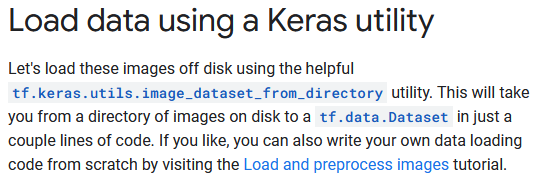 Load data using a Keras utility
Let's load these images off disk using the helpful
tf.keras.utils.image_dataset_from_directory utility. This will take
you from a directory of images on disk to a tf.data.Dataset in just a
couple lines of code. If you like, you can also write your own data loading
code from scratch by visiting the Load and preprocess images tutorial.